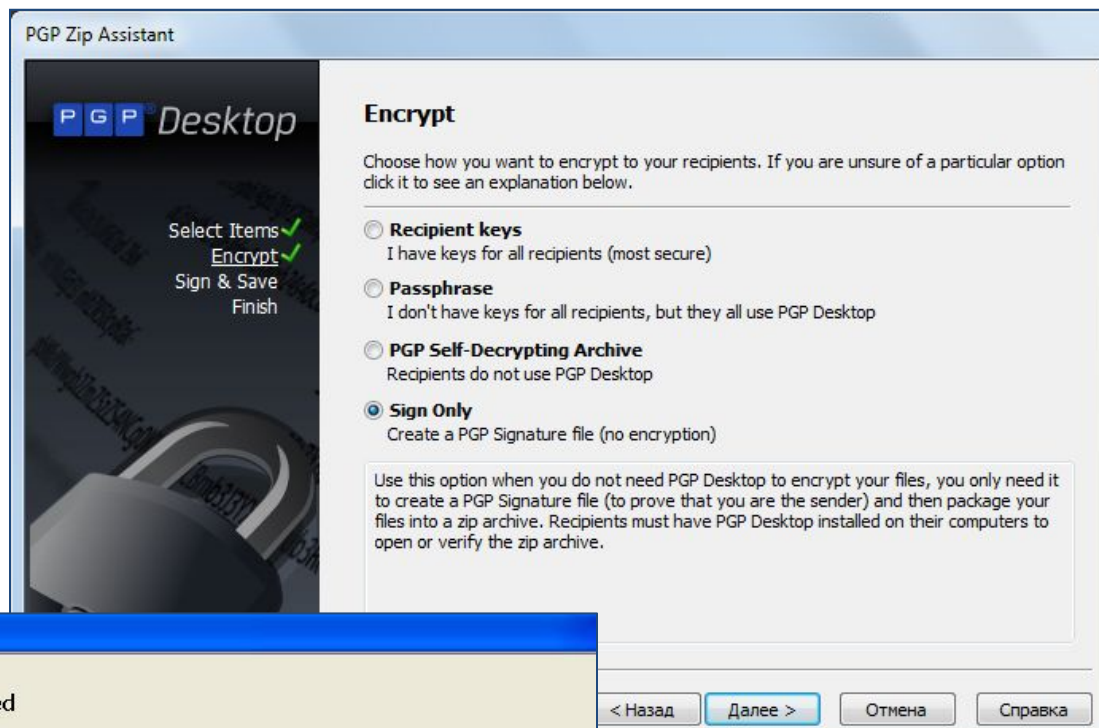 PGP Zip Assistant
PGP® Desktop
Select Items
Encrypt
Sign & Save
Finish
Encrypt
Choose how you want to encrypt to your recipients. If you are unsure of a particular option
click it to see an explanation below.
Recipient keys
I have keys for all recipients (most secure)
Passphrase
I don't have keys for all recipients, but they all use PGP Desktop
PGP Self-Decrypting Archive
Recipients do not use PGP Desktop
Sign Only
Create a PGP Signature file (no encryption)
Use this option when you do not need PGP Desktop to encrypt your files, you only need it
to create a PGP Signature file (to prove that you are the sender) and then package your
files into a zip archive. Recipients must have PGP Desktop installed on their computers to
open or verify the zip archive.
< Назад Далее > Отмена Справка